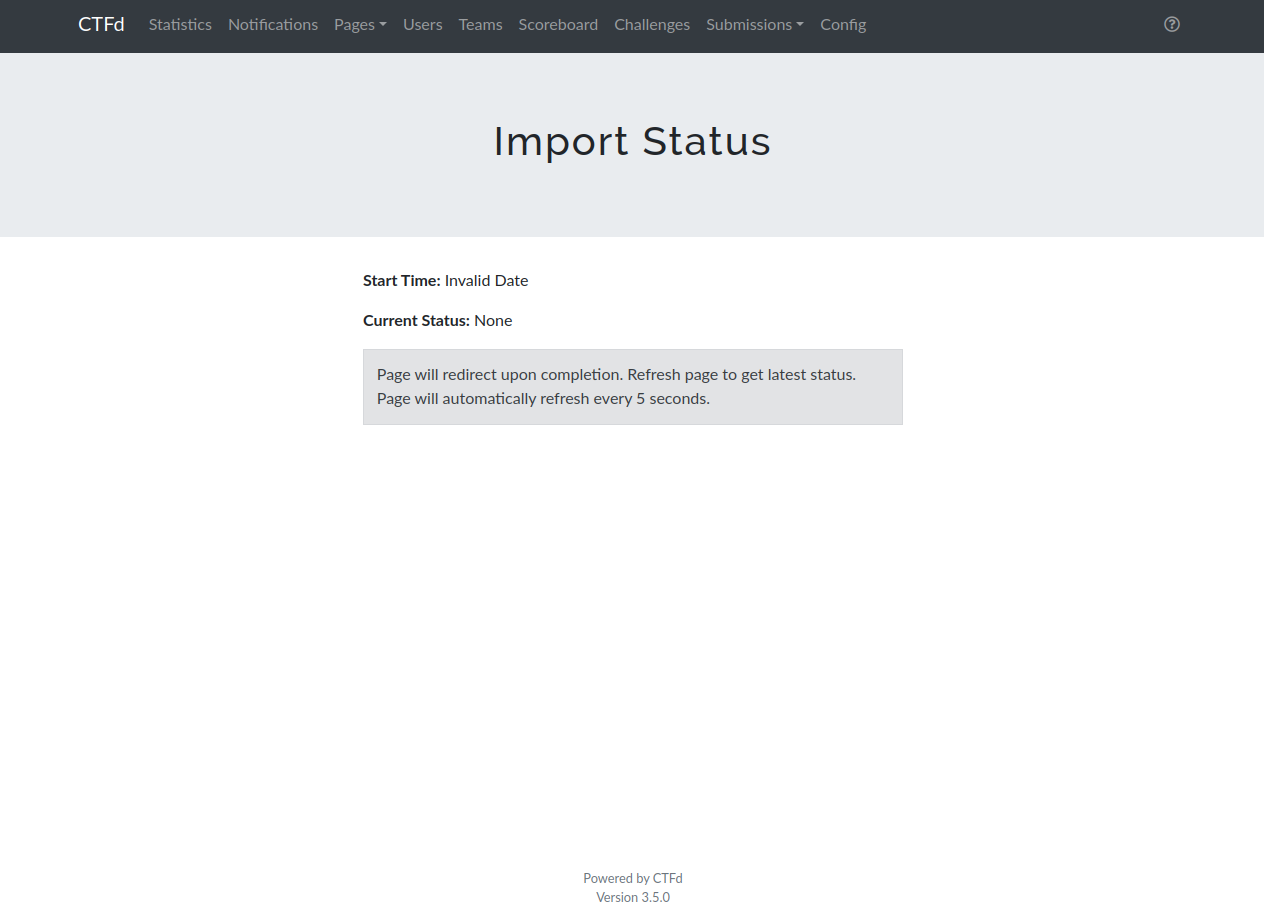 CTFd Statistics Notifications Pages Users Teams Scoreboard Challenges Submissions Config
Import Status
Start Time: Invalid Date
Current Status: None
Page will redirect upon completion. Refresh page to get latest status.
Page will automatically refresh every 5 seconds.
Powered by CTFd
Version 3.5.0